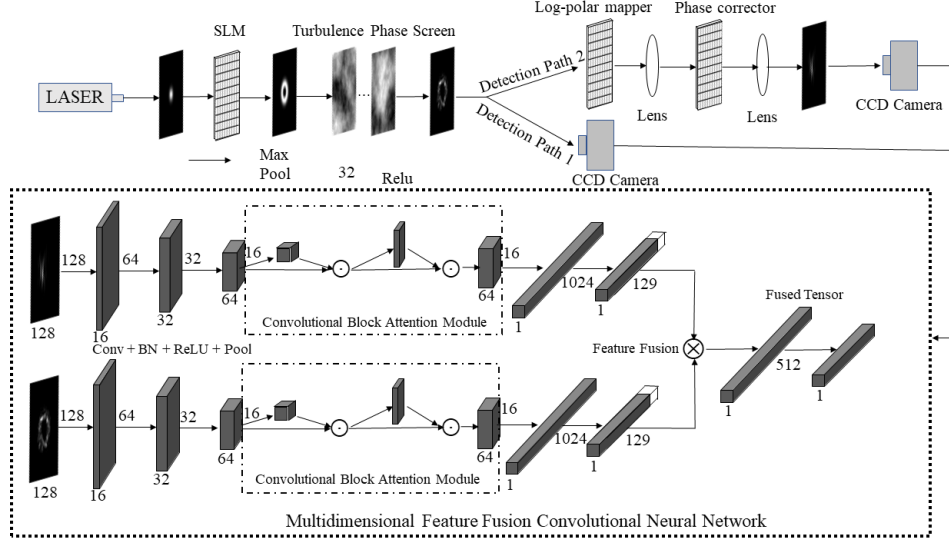 Log-polar mapper
Phase corrector
SLM
Turbulence Phase Screen
LASER
...
Detection Path 2
Detection Path 1
Lens
Lens
CCD Camera
CCD Camera
Max
Pool
32
Relu
128
64
32
16
16
1024
129
128
16
32
64
64
1
1
Convolutional Block Attention Module
Conv + BN + ReLU + Pool
Feature Fusion
Fused Tensor
512
1
1
128
64
32
16
16
1024
129
128
16
32
64
64
1
1
Convolutional Block Attention Module
Multidimensional Feature Fusion Convolutional Neural Network